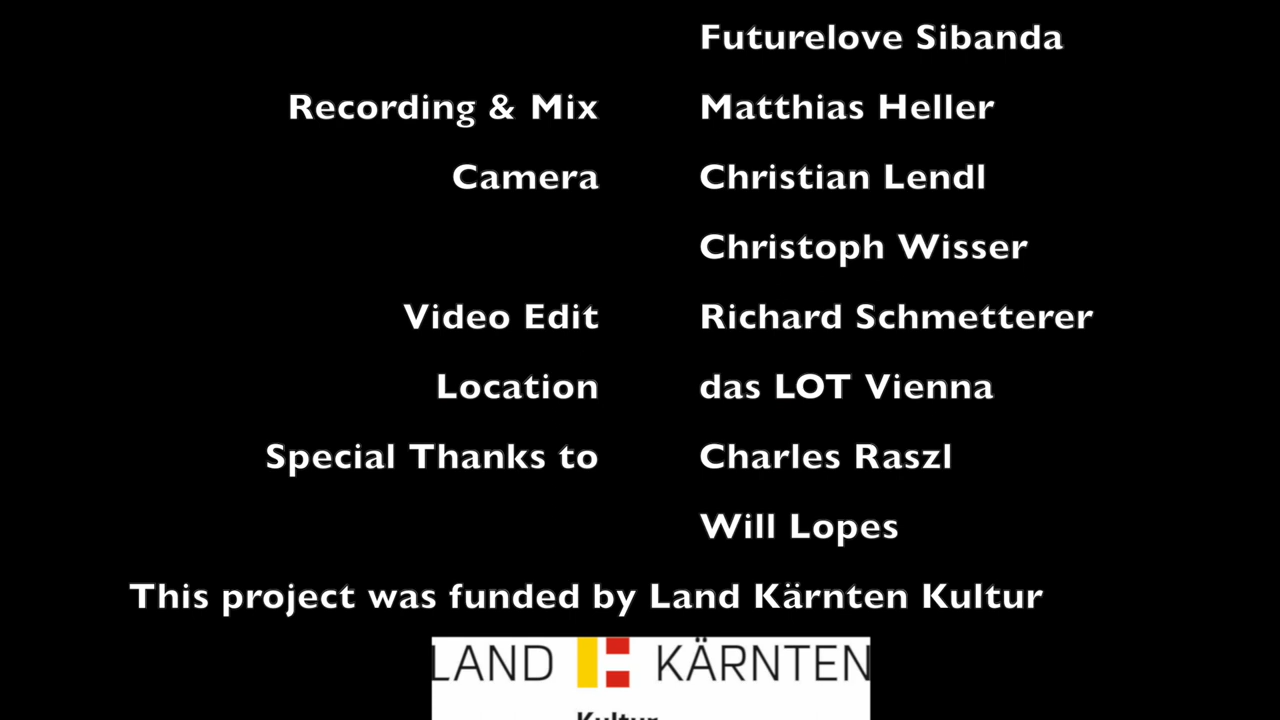 Futurelove Sibanda
Recording & Mix Matthias Heller
Camera Christian Lendl
Christoph Wisser
Video Edit Richard Schmetterer
Location das LOT Vienna
Special Thanks to Charles Raszl
Will Lopes
This project was funded by Land Kärnten Kultur
LAND KÄRNTEN
Kultur